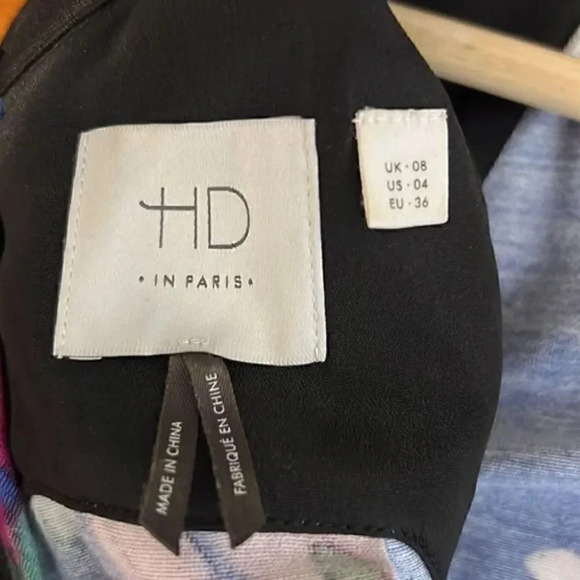 HD
• IN PARIS •
UK • 08
US • 04
EU • 36
MADE IN CHINA
FABRIQUÉ EN CHINE